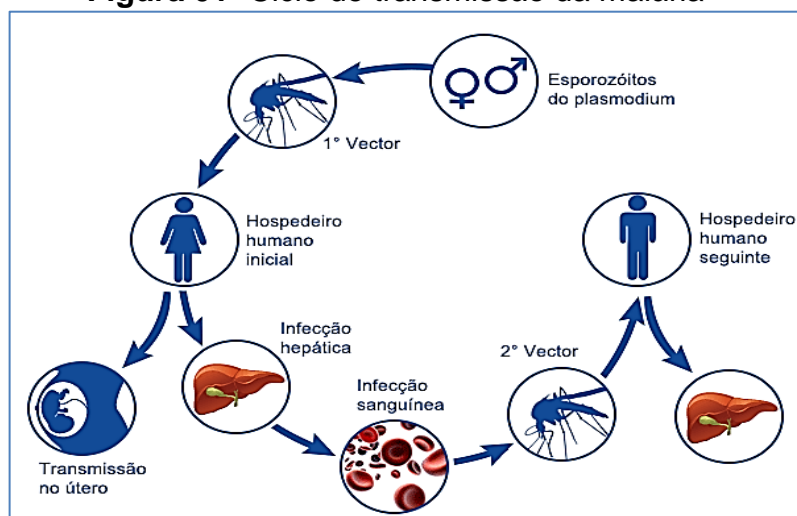 Esporozóitos
do plasmodium
1° Vector
Hospedeiro
humano
inicial
Hospedeiro
humano
seguinte
Infecção
hepática
2° Vector
Infecção
sanguínea
Transmissão
no útero